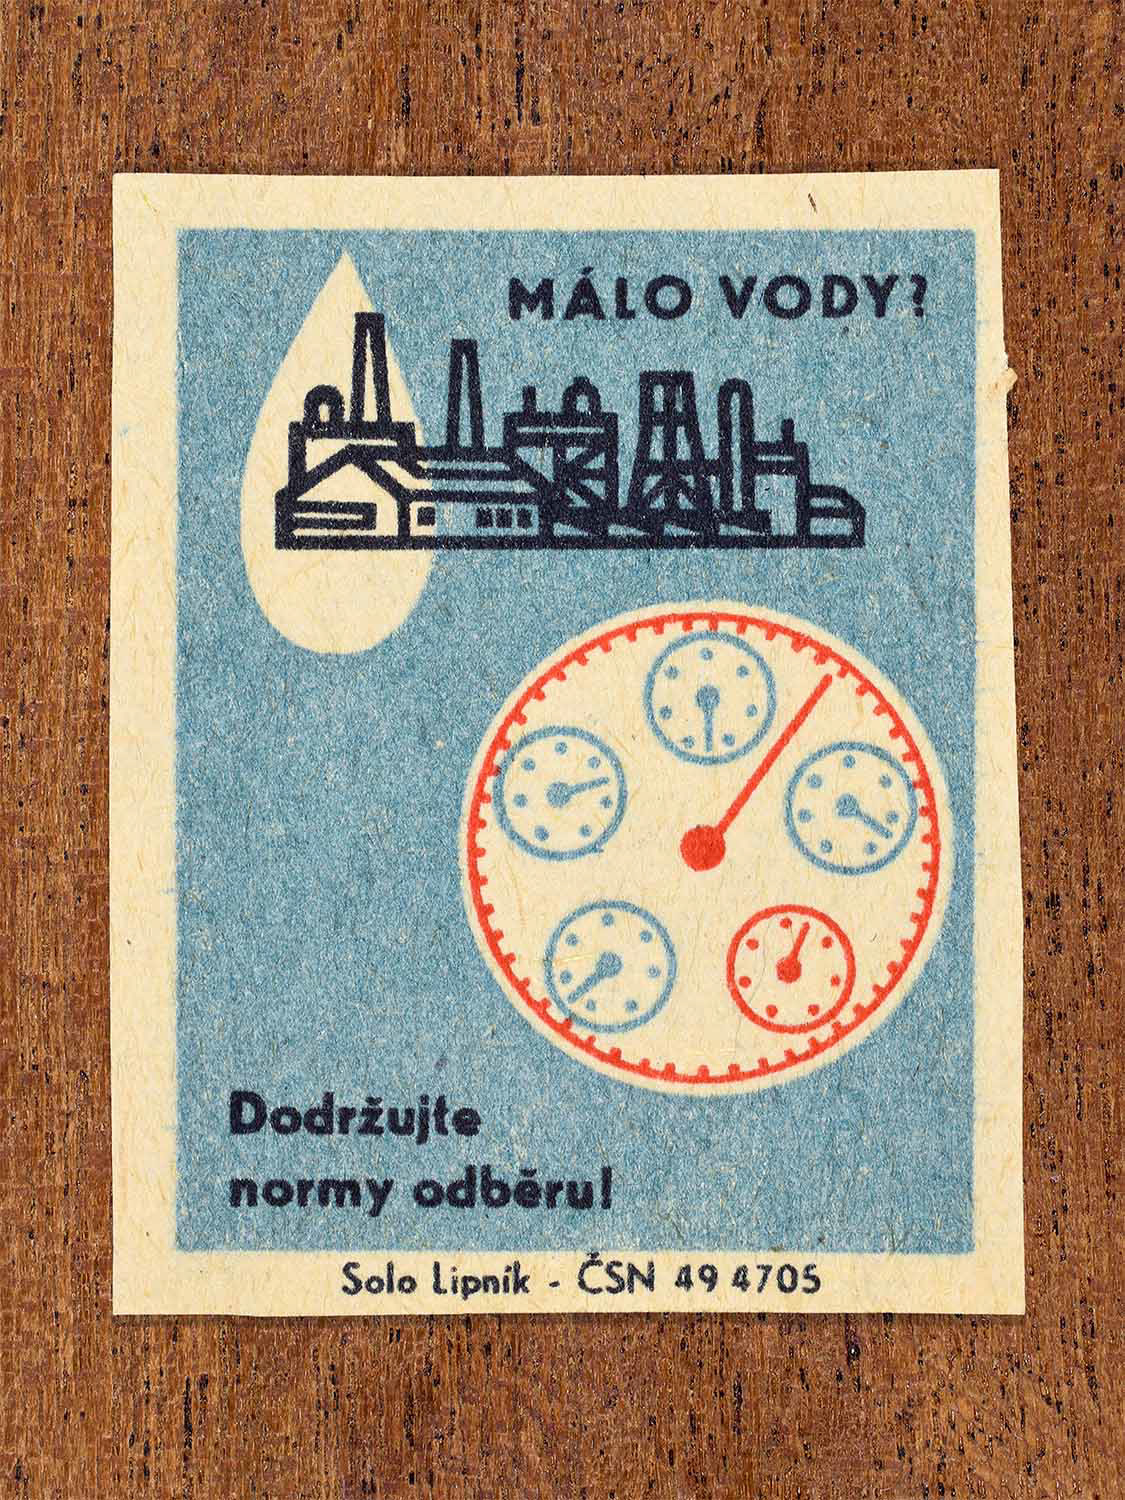 MÁLO VODY?
Dodržujte
normy odběru!
Solo Lipník - ČSN 49 4705